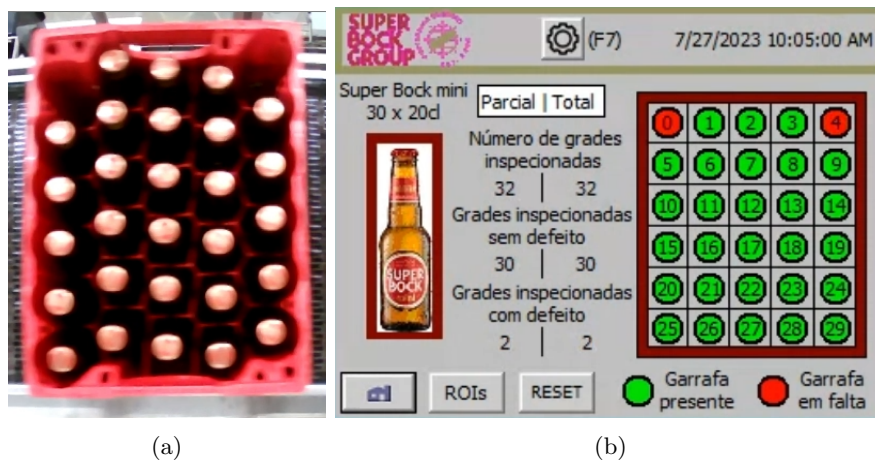 SUPER
BOCK
GROUP
(F7)
7/27/2023 10:05:00 AM
Super Bock mini
30 x 20cl
Parcial | Total
Número de grades
inspecionadas
32 | 32
Grades inspecionadas
sem defeito
30 | 30
Grades inspecionadas
com defeito
2 | 2
SUPER
BOCK
0 1 2 3 4
5 6 7 8 9
10 11 12 13 14
15 16 17 18 19
20 21 22 23 24
25 26 27 28 29
ROIs
RESET
Garrafa
presente
Garrafa
em falta
(a)
(b)